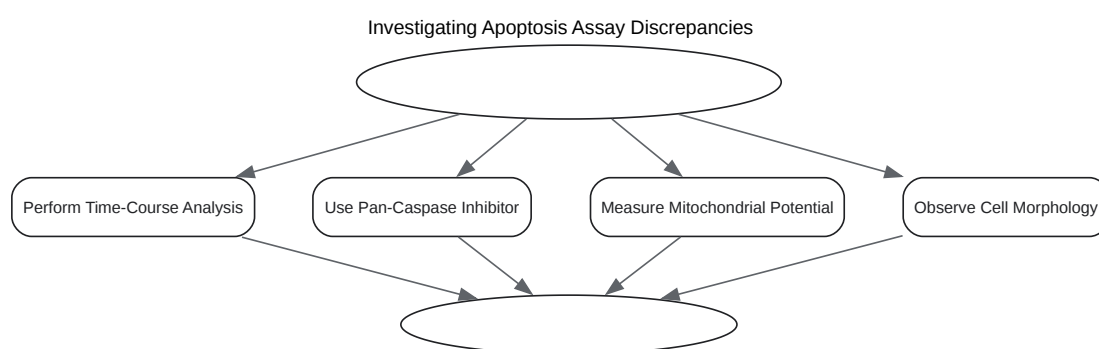 Investigating Apoptosis Assay Discrepancies
Perform Time-Course Analysis
Use Pan-Caspase Inhibitor
Measure Mitochondrial Potential
Observe Cell Morphology